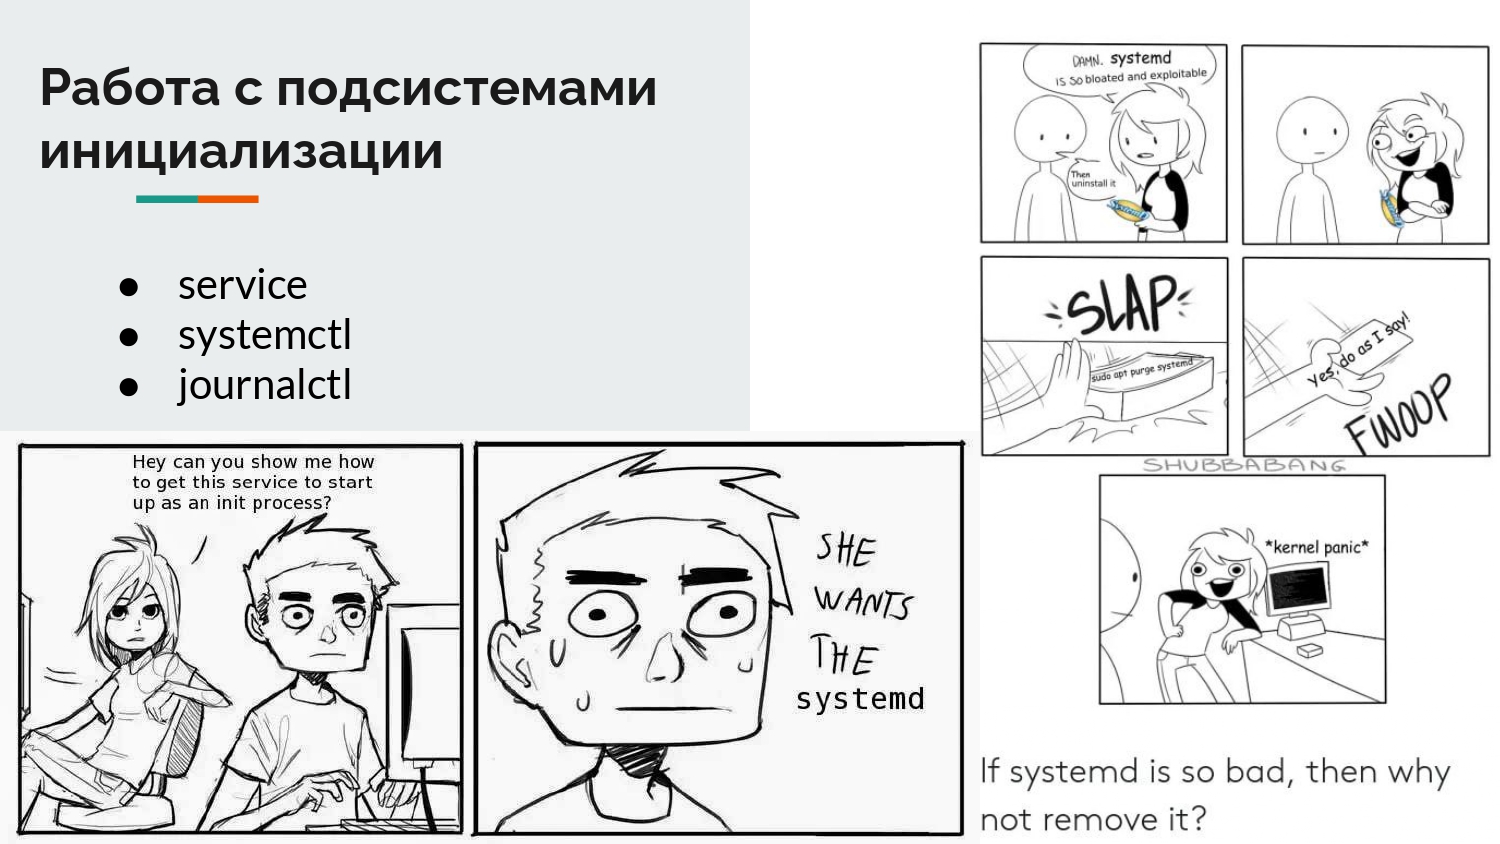 Работа с подсистемами
инициализации
● service
● systemctl
● journalctl
Hey can you show me how
to get this service to start
up as an init process?
SHE
WANTS
THE
systemd
DAMN. systemd
is so bloated and exploitable
Then
uninstall it
Systemd
SLAP
sudo apt purge systemd
Yes, do as I say!
FWOOP
SHUBBABANG
*kernel panic*
If systemd is so bad, then why
not remove it?